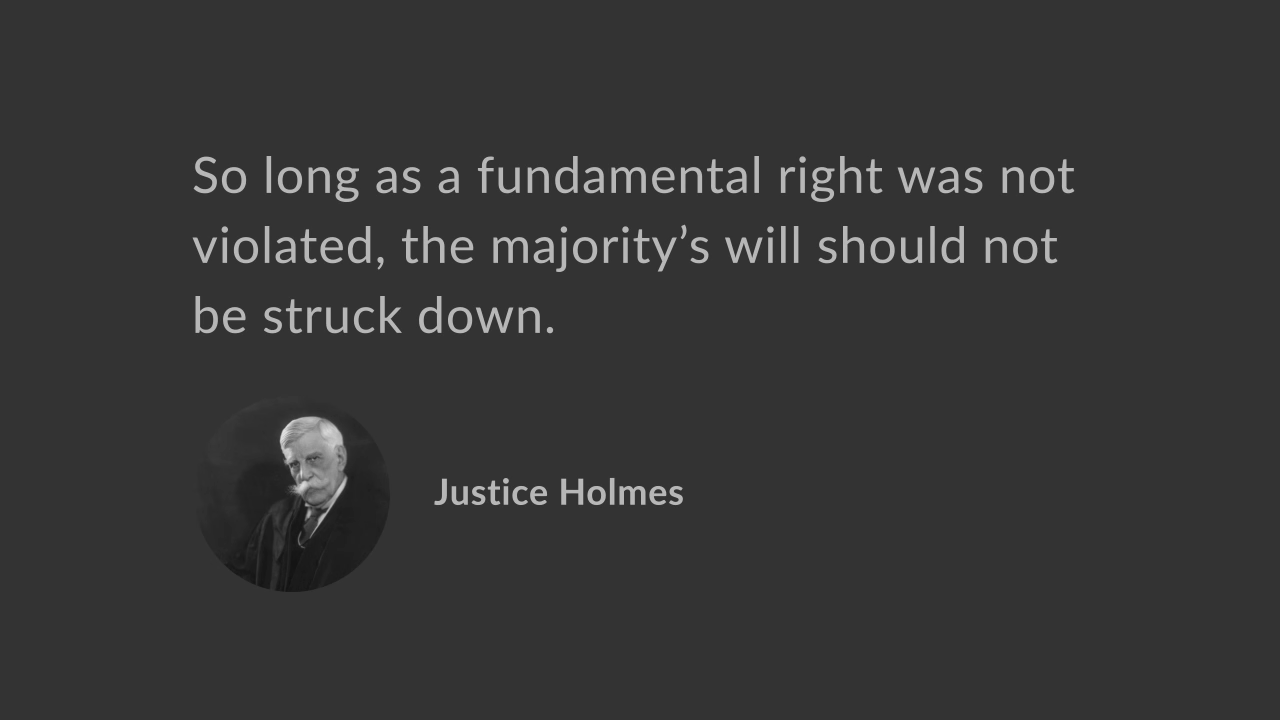 So long as a fundamental right was not
violated, the majority’s will should not
be struck down.
Justice Holmes